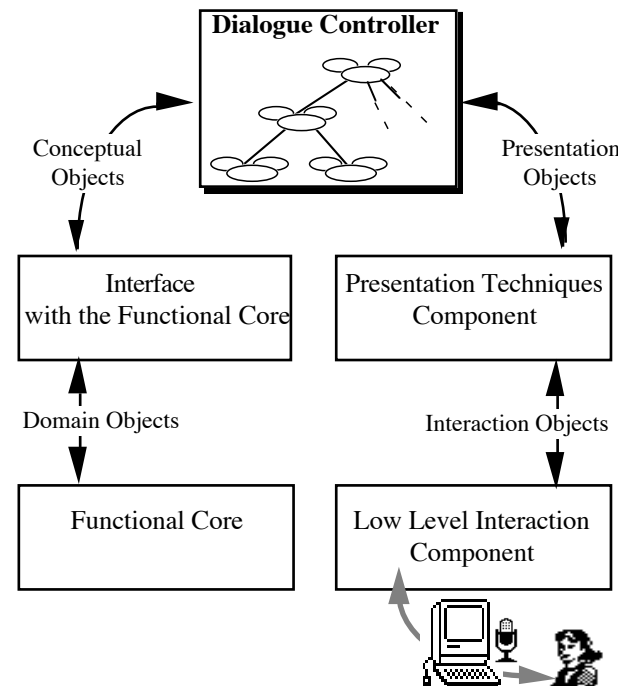 Dialogue Controller
Conceptual
Objects
Presentation
Objects
Interface
with the Functional Core
Presentation Techniques
Component
Domain Objects
Interaction Objects
Functional Core
Low Level Interaction
Component